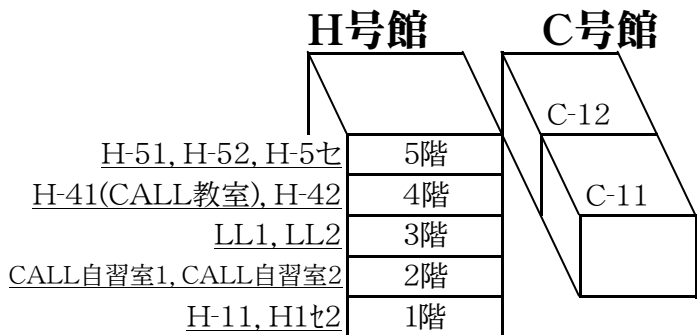 H号館 C号館
C-12
H-51, H-52, H-5セ 5階
H-41(CALL教室), H-42 4階
C-11
LL1, LL2 3階
CALL自習室1, CALL自習室2 2階
H-11, H1セ2 1階